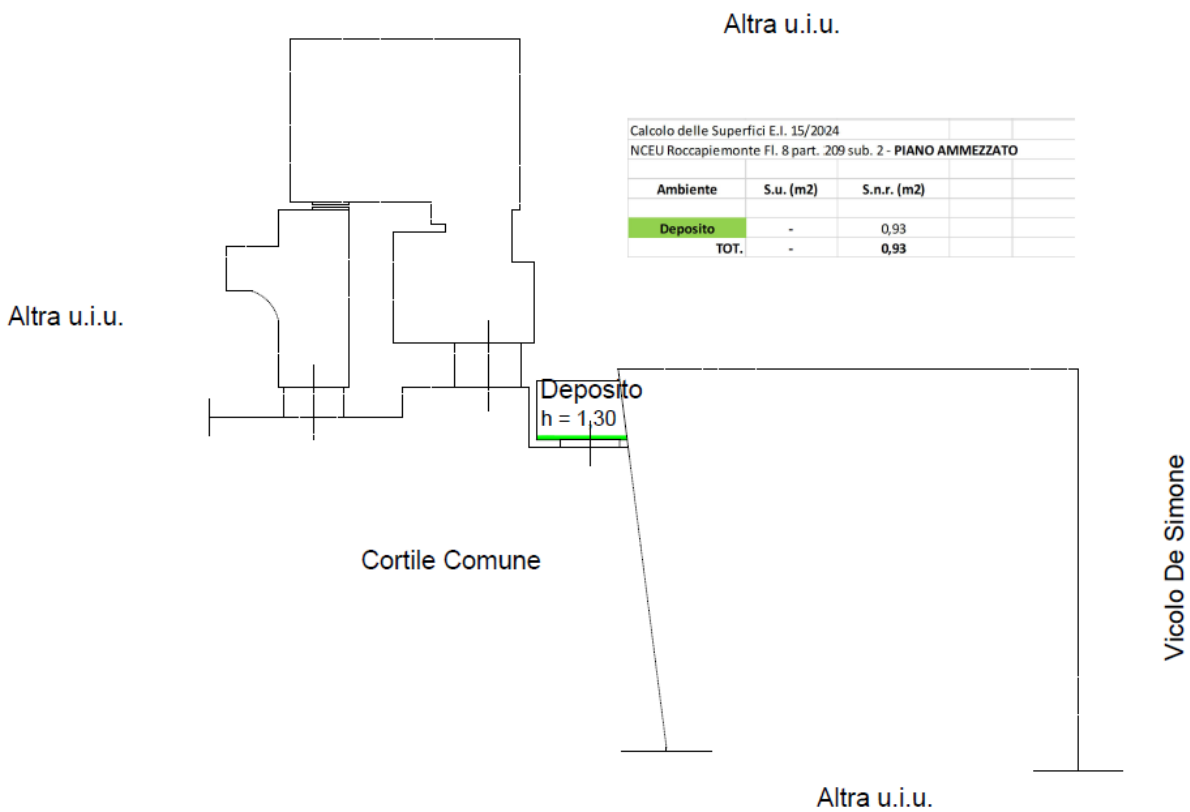 Altra u.i.u.
Calcolo delle Superfici E.I. 15/2024
NCEU Roccapiemonte Fl. 8 part. 209 sub. 2 - PIANO AMMEZZATO
Ambiente S.u. (m2) S.n.r. (m2)
Deposito - 0,93
TOT. - 0,93
Altra u.i.u.
Deposito
h = 1,30
Cortile Comune
Vicolo De Simone
Altra u.i.u.